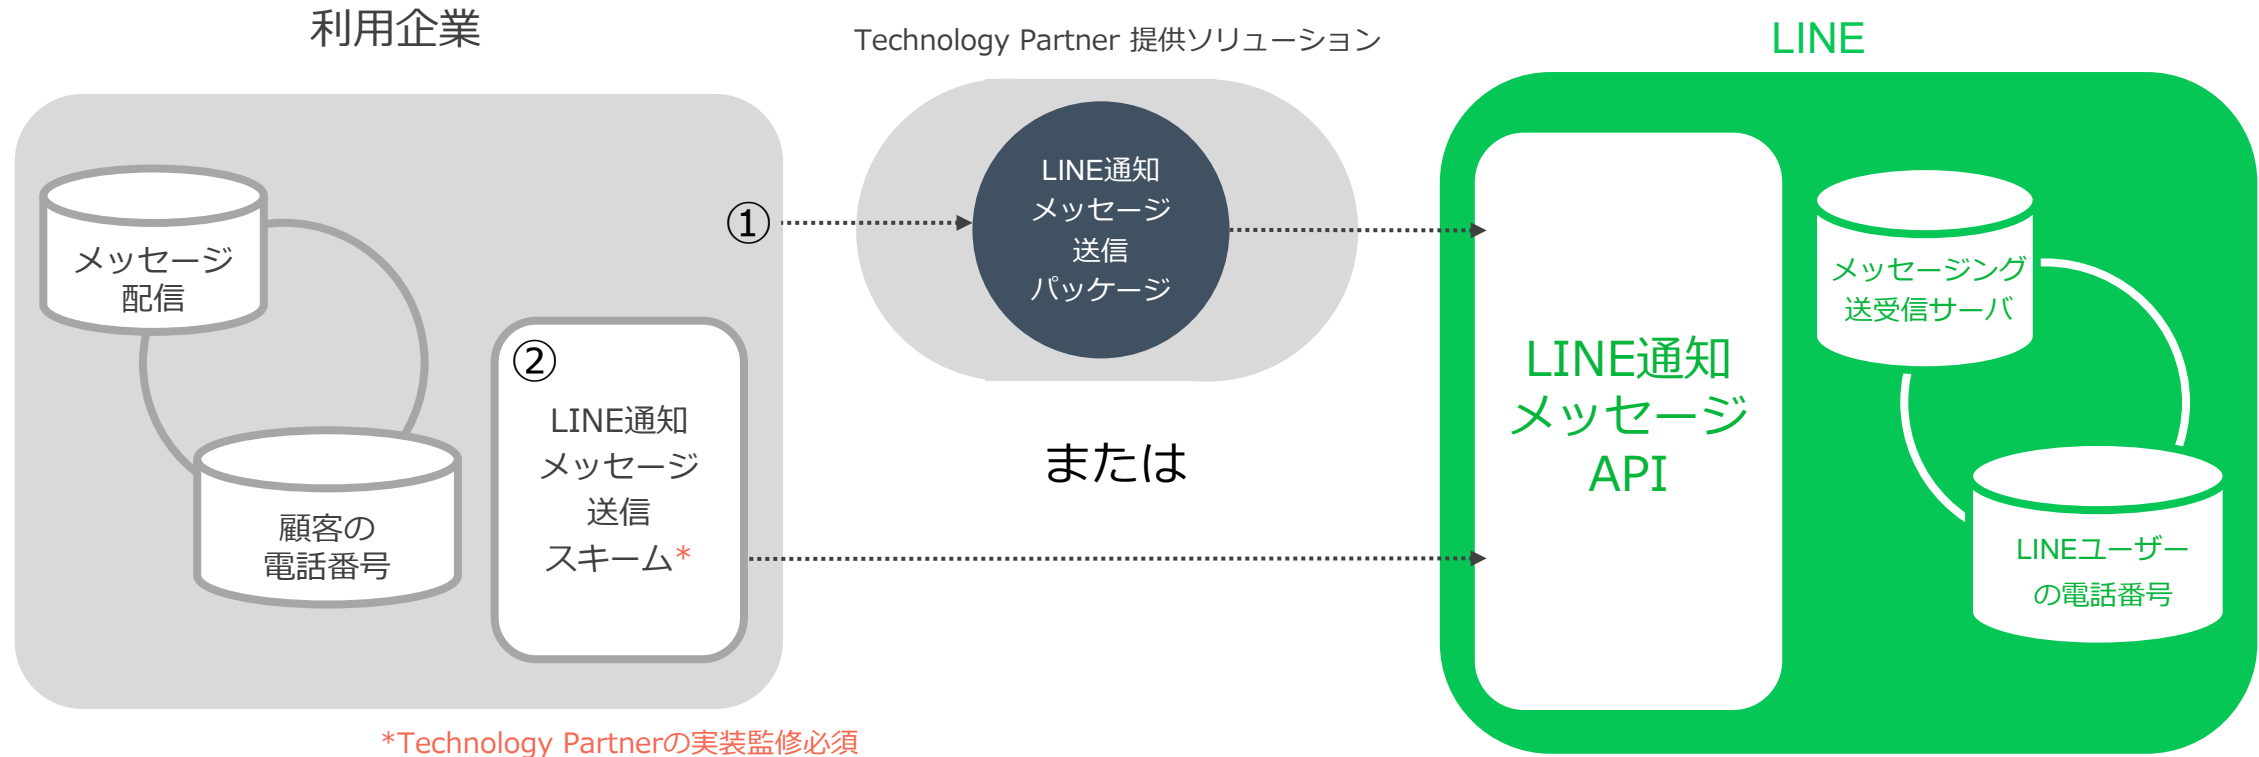 利用企業
Technology Partner 提供ソリューション
LINE
メッセージ
配信
顧客の
電話番号
①
②
LINE通知
メッセージ
送信
スキーム*
LINE通知
メッセージ
送信
パッケージ
または
LINE通知
メッセージ
API
メッセージング
送受信サーバ
LINEユーザー
の電話番号
*Technology Partnerの実装監修必須